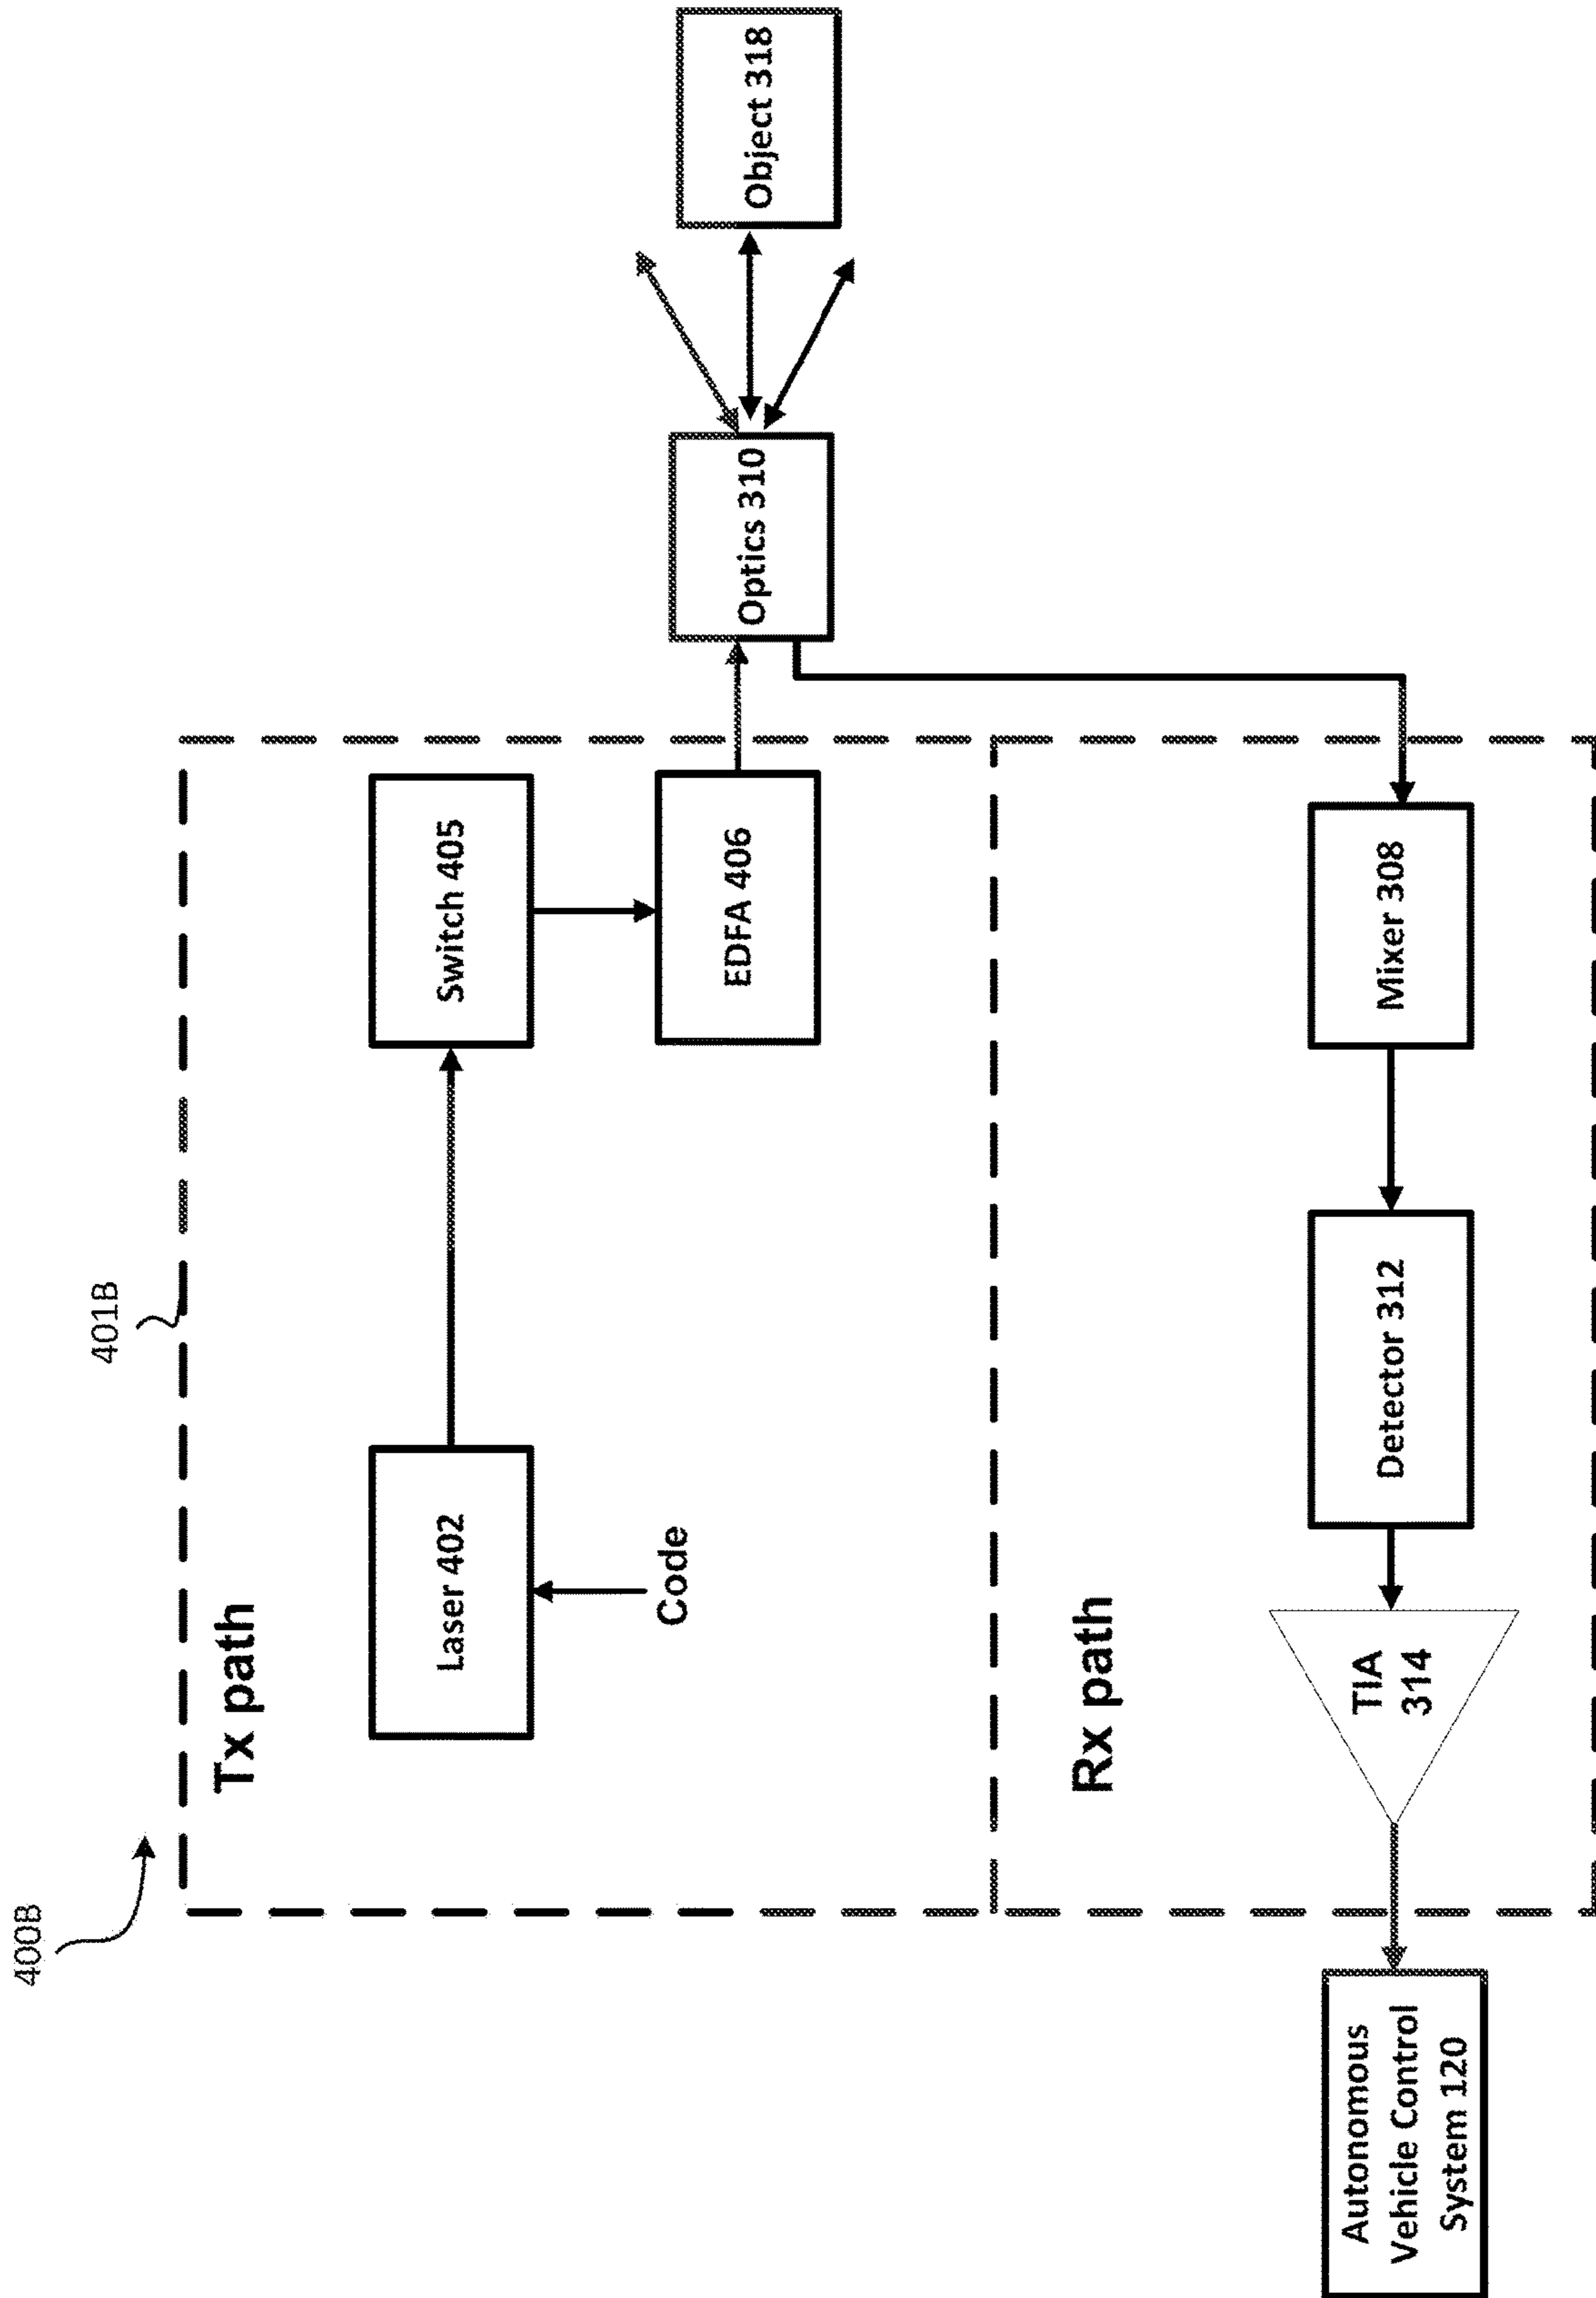 400B
401B
Tx path
Laser 402
Switch 405
Code
EDFA 406
Optics 310
Object 318
Rx path
Autonomous
Vehicle Control
System 120
TIA
314
Detector 312
Mixer 308